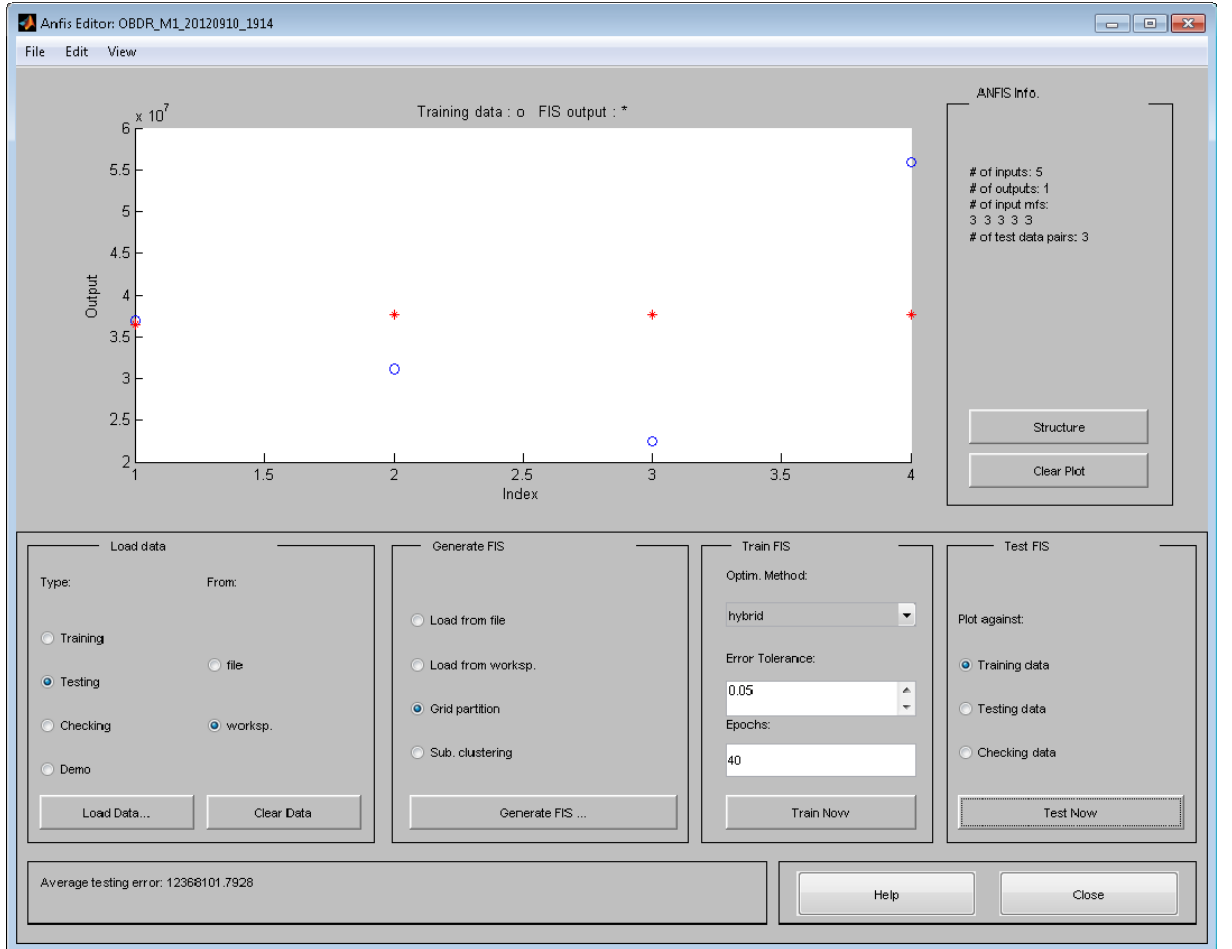 Anfis Editor: OBDR_M1_20120910_1914
File Edit View
Training data : o FIS output : *
x 10^7
6
5.5
5
4.5
4
3.5
3
2.5
2
Output
1 1.5 2 2.5 3 3.5 4
Index
ANFIS Info.
# of inputs: 5
# of outputs: 1
# of input mfs:
3 3 3 3 3
# of test data pairs: 3
Structure
Clear Plot
Load data
Type: From:
Training
Testing
Checking
Demo
file
worksp.
Load Data...
Clear Data
Generate FIS
Load from file
Load from worksp.
Grid partition
Sub. clustering
Generate FIS ...
Train FIS
Optim. Method:
hybrid
Error Tolerance:
0.05
Epochs:
40
Train Now
Test FIS
Plot against:
Training data
Testing data
Checking data
Test Now
Average testing error: 12368101.7928
Help
Close